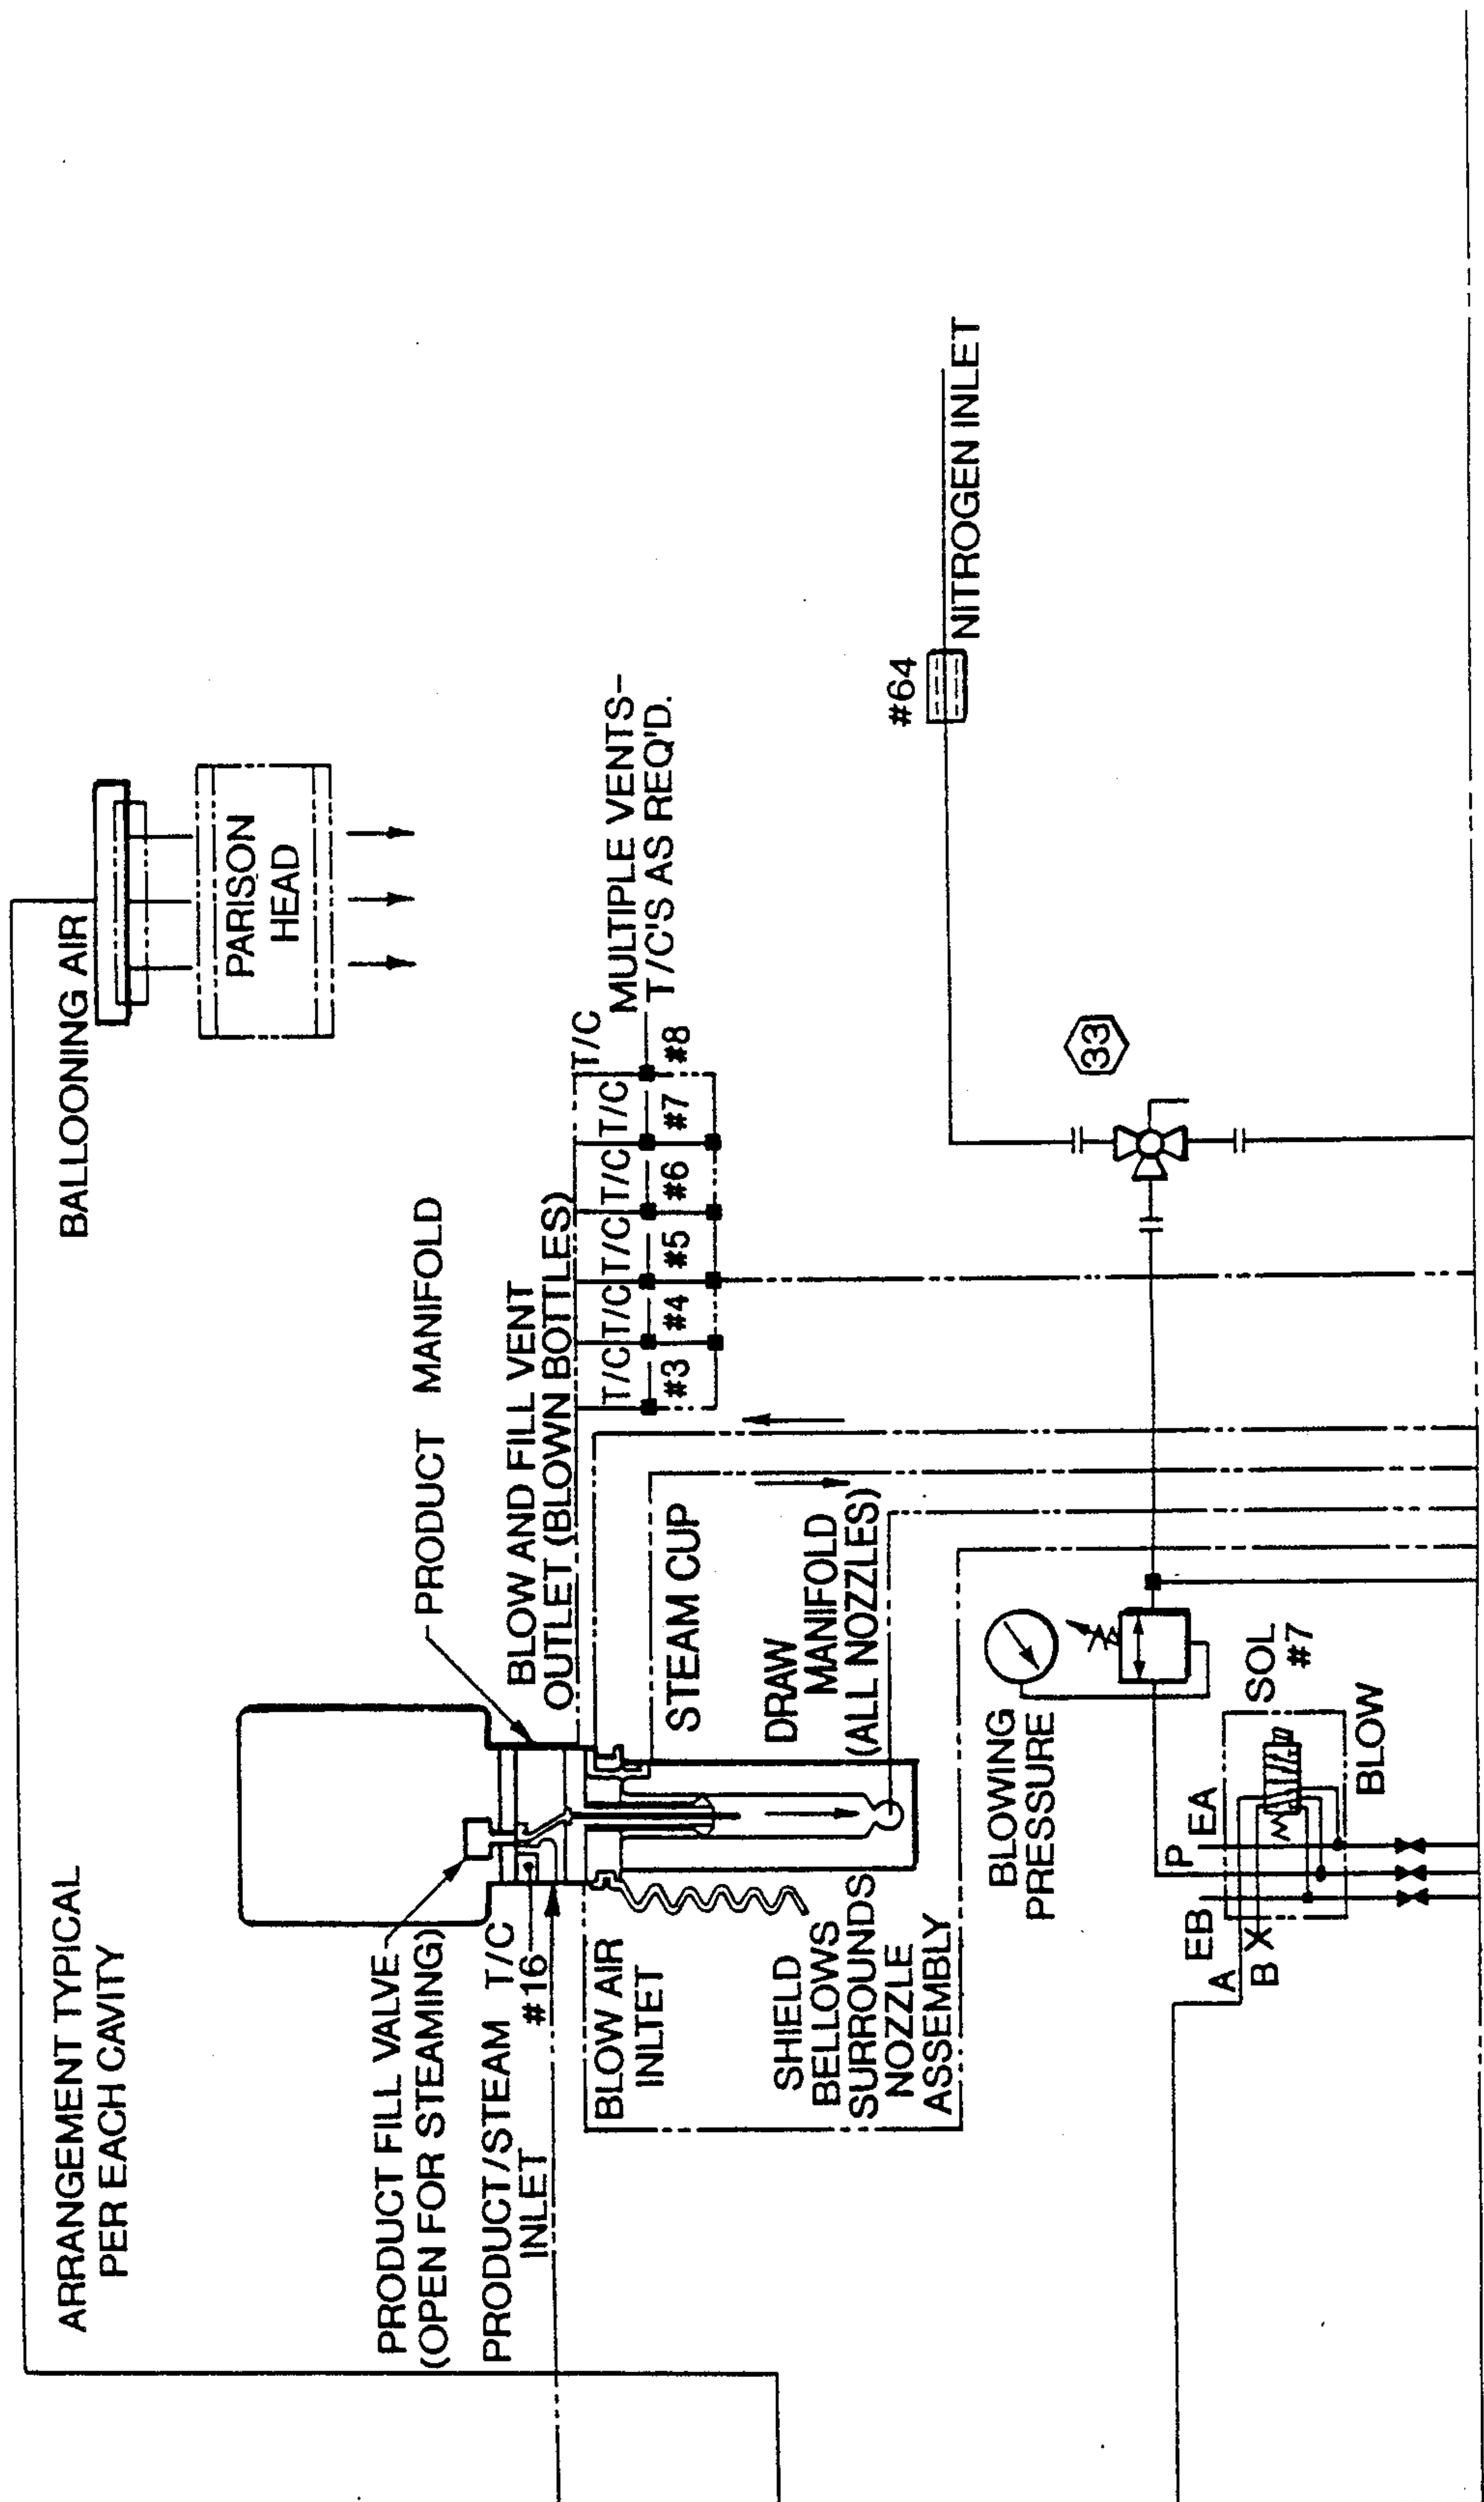 ARRANGEMENT TYPICAL
PER EACH CAVITY
BALLOONING AIR
PARISON
HEAD
PRODUCT FILL VALVE
(OPEN FOR STEAMING)
PRODUCT MANIFOLD
PRODUCT/STEAM T/C
INLET #16
BLOW AND FILL VENT
OUTLET (BLOWN BOTTLES)
T/C T/C T/C T/C T/C T/C
#3 #4 #5 #6 #7 #8
MULTIPLE VENTS-
T/C'S AS REQ'D.
BLOW AIR
INLTET
STEAM CUP
SHIELD
BELLOWS
SURROUNDS
NOZZLE
ASSEMBLY
DRAW
MANIFOLD
(ALL NOZZLES)
#64
NITROGEN INLET
33
BLOWING
PRESSURE
EB P EA
A
B X
SOL
#7
BLOW